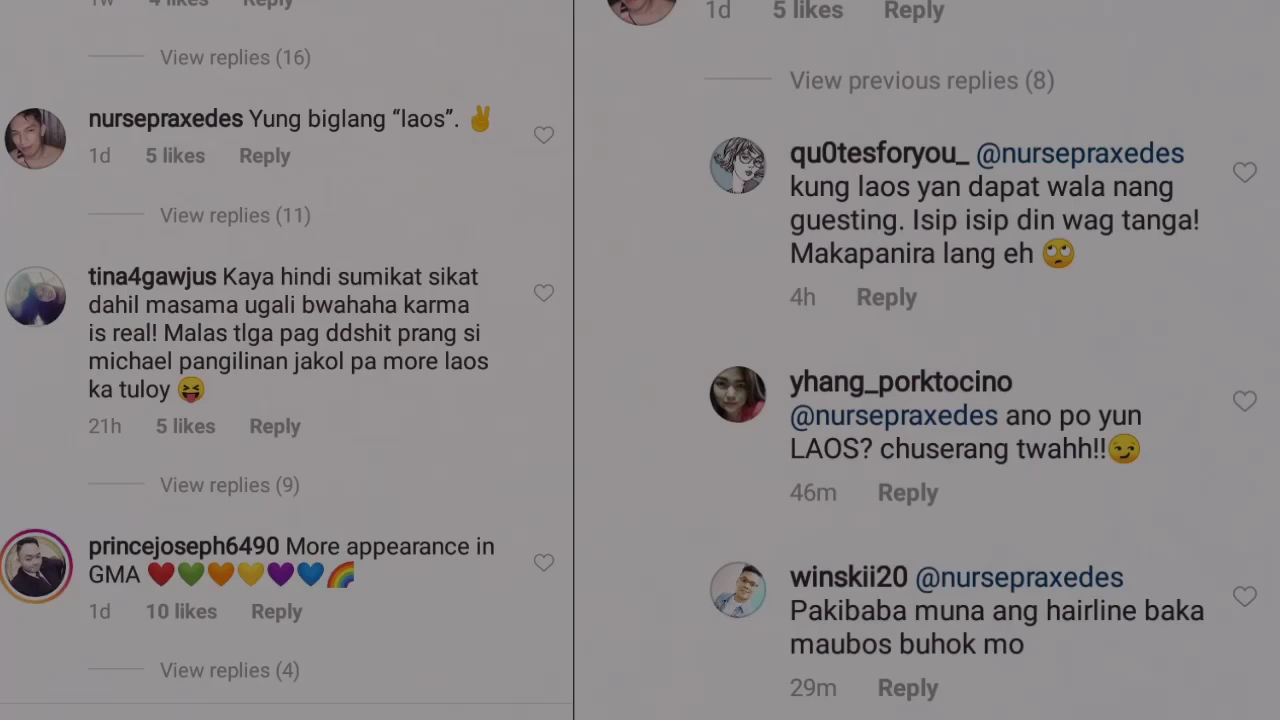 1w 4 likes Reply
View replies (16)
nursepraxedes Yung biglang “laos”. ✌️
1d 5 likes Reply
View replies (11)
tina4gawjus Kaya hindi sumikat sikat
dahil masama ugali bwahaha karma
is real! Malas tlga pag ddshit prang si
michael pangilinan jakol pa more laos
ka tuloy 😝
21h 5 likes Reply
View replies (9)
princejoseph6490 More appearance in
GMA ❤️💚🧡💛💜💙🌈
1d 10 likes Reply
View replies (4)
1d 5 likes Reply
View previous replies (8)
qu0tesforyou_ @nursepraxedes
kung laos yan dapat wala nang
guesting. Isip isip din wag tanga!
Makapanira lang eh 🙄
4h Reply
yhang_porktocino
@nursepraxedes ano po yun
LAOS? chuserang twahh!!😏
46m Reply
winskii20 @nursepraxedes
Pakibaba muna ang hairline baka
maubos buhok mo
29m Reply